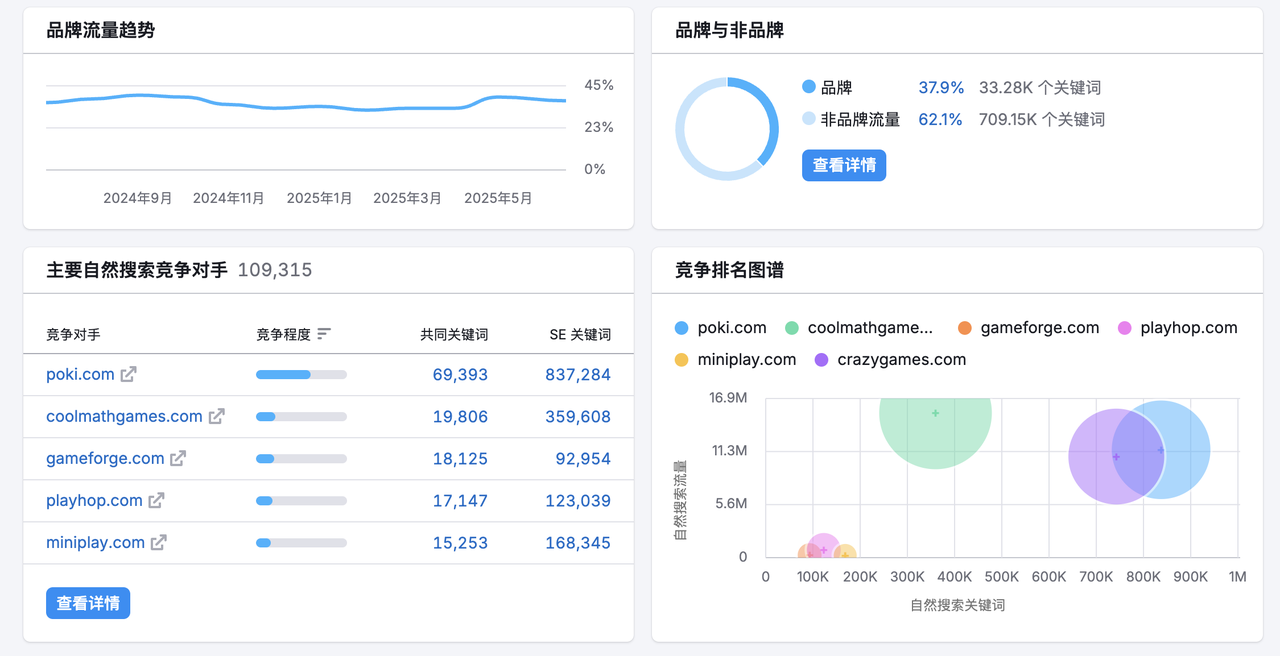 品牌流量趋势
45%
23%
0%
2024年9月 2024年11月 2025年1月 2025年3月 2025年5月
品牌与非品牌
品牌 37.9% 33.28K 个关键词
非品牌流量 62.1% 709.15K 个关键词
查看详情
主要自然搜索竞争对手 109,315
竞争对手 竞争程度 共同关键词 SE 关键词
poki.com 69,393 837,284
coolmathgames.com 19,806 359,608
gameforge.com 18,125 92,954
playhop.com 17,147 123,039
miniplay.com 15,253 168,345
查看详情
竞争排名图谱
poki.com coolmathgame... gameforge.com playhop.com
miniplay.com crazygames.com
自然搜索流量
16.9M
11.3M
5.6M
0
0 100K 200K 300K 400K 500K 600K 700K 800K 900K 1M
自然搜索关键词